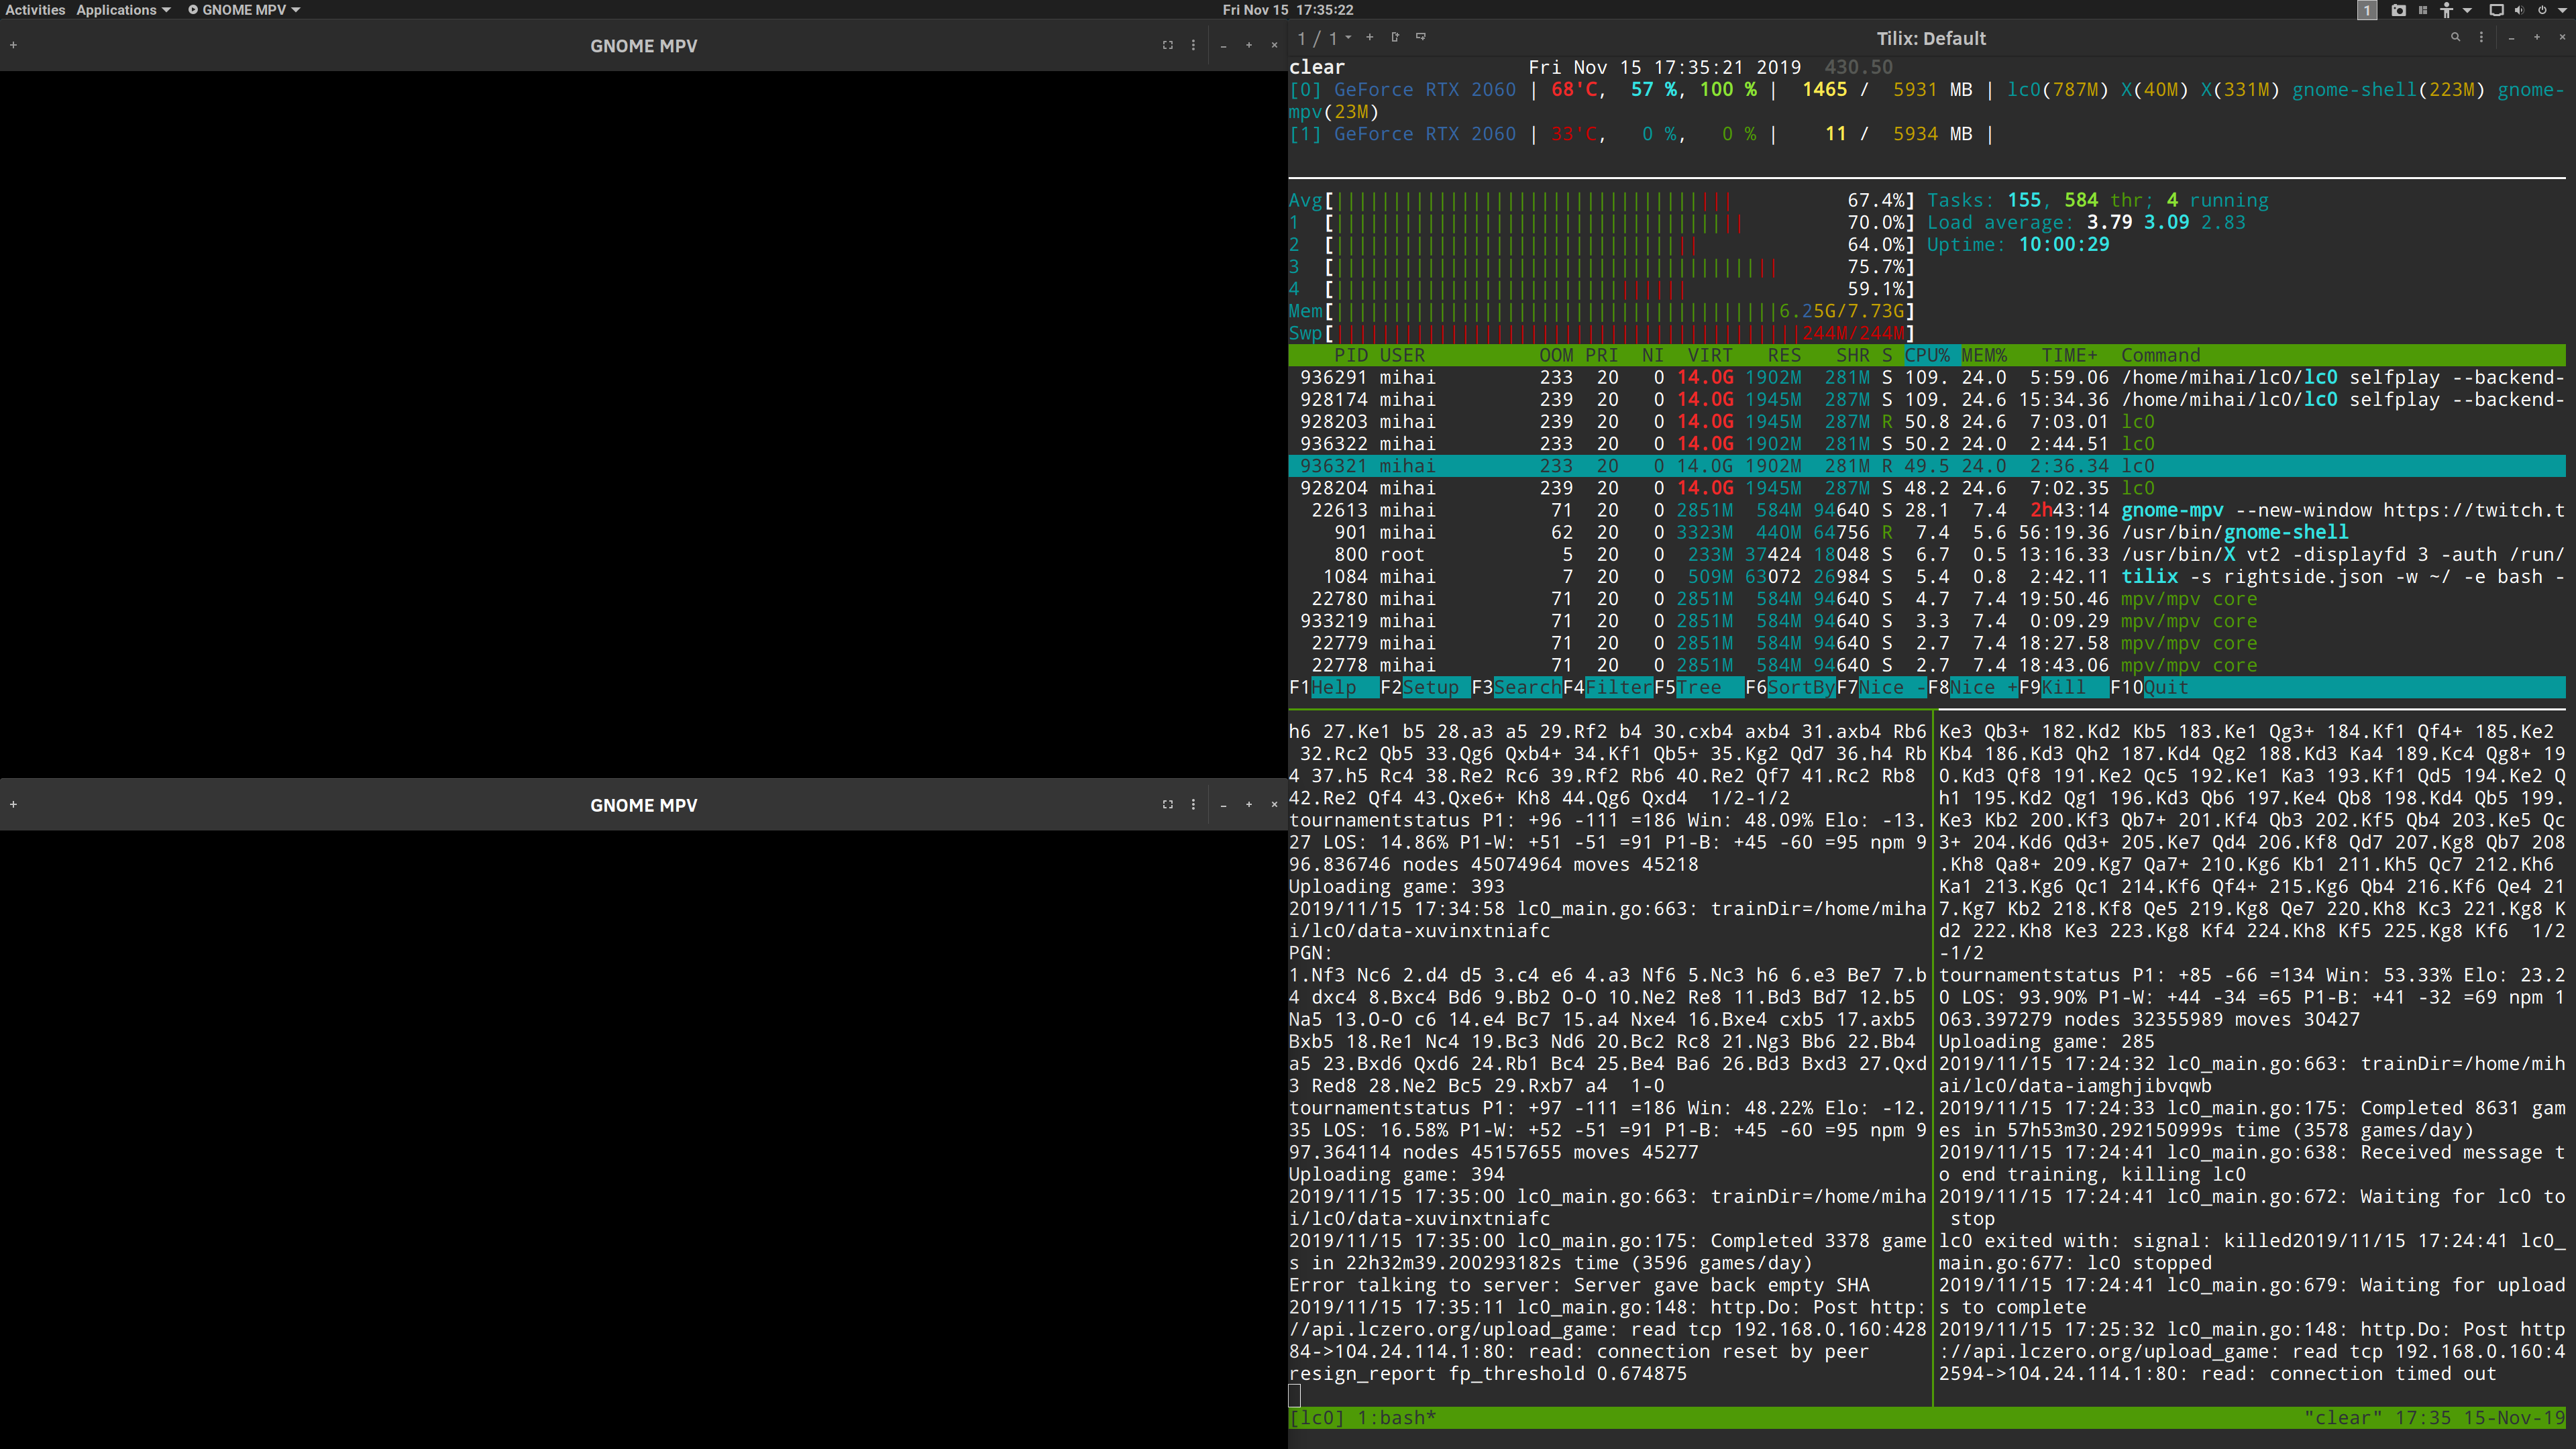 Activities Applications GNOME MPV Fri Nov 15 17:35:22 1
GNOME MPV
GNOME MPV
1 / 1 Tilix: Default
clear Fri Nov 15 17:35:21 2019 430.50
[0] GeForce RTX 2060 | 68'C, 57 %, 100 % | 1465 / 5931 MB | lc0(787M) X(40M) X(331M) gnome-shell(223M) gnome-
mpv(23M)
[1] GeForce RTX 2060 | 33'C, 0 %, 0 % | 11 / 5934 MB |
Avg[ 67.4%] Tasks: 155, 584 thr; 4 running
1 [ 70.0%] Load average: 3.79 3.09 2.83
2 [ 64.0%] Uptime: 10:00:29
3 [ 75.7%]
4 [ 59.1%]
Mem[ 6.25G/7.73G]
Swp[ 244M/244M]
PID USER OOM PRI NI VIRT RES SHR S CPU% MEM% TIME+ Command
936291 mihai 233 20 0 14.0G 1902M 281M S 109. 24.0 5:59.06 /home/mihai/lc0/lc0 selfplay --backend-
928174 mihai 239 20 0 14.0G 1945M 287M S 109. 24.6 15:34.36 /home/mihai/lc0/lc0 selfplay --backend-
928203 mihai 239 20 0 14.0G 1945M 287M R 50.8 24.6 7:03.01 lc0
936322 mihai 233 20 0 14.0G 1902M 281M S 50.2 24.0 2:44.51 lc0
936321 mihai 233 20 0 14.0G 1902M 281M R 49.5 24.0 2:36.34 lc0
928204 mihai 239 20 0 14.0G 1945M 287M S 48.2 24.6 7:02.35 lc0
22613 mihai 71 20 0 2851M 584M 94640 S 28.1 7.4 2h43:14 gnome-mpv --new-window https://twitch.t
901 mihai 62 20 0 3323M 440M 64756 R 7.4 5.6 56:19.36 /usr/bin/gnome-shell
800 root 5 20 0 233M 37424 18048 S 6.7 0.5 13:16.33 /usr/bin/X vt2 -displayfd 3 -auth /run/
1084 mihai 7 20 0 509M 63072 26984 S 5.4 0.8 2:42.11 tilix -s rightside.json -w ~/ -e bash -
22780 mihai 71 20 0 2851M 584M 94640 S 4.7 7.4 19:50.46 mpv/mpv core
933219 mihai 71 20 0 2851M 584M 94640 S 3.3 7.4 0:09.29 mpv/mpv core
22779 mihai 71 20 0 2851M 584M 94640 S 2.7 7.4 18:27.58 mpv/mpv core
22778 mihai 71 20 0 2851M 584M 94640 S 2.7 7.4 18:43.06 mpv/mpv core
F1Help F2Setup F3SearchF4FilterF5Tree F6SortByF7Nice -F8Nice +F9Kill F10Quit
h6 27.Ke1 b5 28.a3 a5 29.Rf2 b4 30.cxb4 axb4 31.axb4 Rb6
32.Rc2 Qb5 33.Qg6 Qxb4+ 34.Kf1 Qb5+ 35.Kg2 Qd7 36.h4 Rb
4 37.h5 Rc4 38.Re2 Rc6 39.Rf2 Rb6 40.Re2 Qf7 41.Rc2 Rb8
42.Re2 Qf4 43.Qxe6+ Kh8 44.Qg6 Qxd4 1/2-1/2
tournamentstatus P1: +96 -111 =186 Win: 48.09% Elo: -13.
27 LOS: 14.86% P1-W: +51 -51 =91 P1-B: +45 -60 =95 npm 9
96.836746 nodes 45074964 moves 45218
Uploading game: 393
2019/11/15 17:34:58 lc0_main.go:663: trainDir=/home/miha
i/lc0/data-xuvinxtniafc
PGN:
1.Nf3 Nc6 2.d4 d5 3.c4 e6 4.a3 Nf6 5.Nc3 h6 6.e3 Be7 7.b
4 dxc4 8.Bxc4 Bd6 9.Bb2 O-O 10.Ne2 Re8 11.Bd3 Bd7 12.b5
Na5 13.O-O c6 14.e4 Bc7 15.a4 Nxe4 16.Bxe4 cxb5 17.axb5
Bxb5 18.Re1 Nc4 19.Bc3 Nd6 20.Bc2 Rc8 21.Ng3 Bb6 22.Bb4
a5 23.Bxd6 Qxd6 24.Rb1 Bc4 25.Be4 Ba6 26.Bd3 Bxd3 27.Qxd
3 Red8 28.Ne2 Bc5 29.Rxb7 a4 1-0
tournamentstatus P1: +97 -111 =186 Win: 48.22% Elo: -12.
35 LOS: 16.58% P1-W: +52 -51 =91 P1-B: +45 -60 =95 npm 9
97.364114 nodes 45157655 moves 45277
Uploading game: 394
2019/11/15 17:35:00 lc0_main.go:663: trainDir=/home/miha
i/lc0/data-xuvinxtniafc
2019/11/15 17:35:00 lc0_main.go:175: Completed 3378 game
s in 22h32m39.200293182s time (3596 games/day)
Error talking to server: Server gave back empty SHA
2019/11/15 17:35:11 lc0_main.go:148: http.Do: Post http:
//api.lczero.org/upload_game: read tcp 192.168.0.160:428
84->104.24.114.1:80: read: connection reset by peer
resign_report fp_threshold 0.674875
Ke3 Qb3+ 182.Kd2 Kb5 183.Ke1 Qg3+ 184.Kf1 Qf4+ 185.Ke2
Kb4 186.Kd3 Qh2 187.Kd4 Qg2 188.Kd3 Ka4 189.Kc4 Qg8+ 19
0.Kd3 Qf8 191.Ke2 Qc5 192.Ke1 Ka3 193.Kf1 Qd5 194.Ke2 Q
h1 195.Kd2 Qg1 196.Kd3 Qb6 197.Ke4 Qb8 198.Kd4 Qb5 199.
Ke3 Kb2 200.Kf3 Qb7+ 201.Kf4 Qb3 202.Kf5 Qb4 203.Ke5 Qc
3+ 204.Kd6 Qd3+ 205.Ke7 Qd4 206.Kf8 Qd7 207.Kg8 Qb7 208
.Kh8 Qa8+ 209.Kg7 Qa7+ 210.Kg6 Kb1 211.Kh5 Qc7 212.Kh6
Ka1 213.Kg6 Qc1 214.Kf6 Qf4+ 215.Kg6 Qb4 216.Kf6 Qe4 21
7.Kg7 Kb2 218.Kf8 Qe5 219.Kg8 Qe7 220.Kh8 Kc3 221.Kg8 K
d2 222.Kh8 Ke3 223.Kg8 Kf4 224.Kh8 Kf5 225.Kg8 Kf6 1/2
-1/2
tournamentstatus P1: +85 -66 =134 Win: 53.33% Elo: 23.2
0 LOS: 93.90% P1-W: +44 -34 =65 P1-B: +41 -32 =69 npm 1
063.397279 nodes 32355989 moves 30427
Uploading game: 285
2019/11/15 17:24:32 lc0_main.go:663: trainDir=/home/mih
ai/lc0/data-iamghjibvqwb
2019/11/15 17:24:33 lc0_main.go:175: Completed 8631 gam
es in 57h53m30.292150999s time (3578 games/day)
2019/11/15 17:24:41 lc0_main.go:638: Received message t
o end training, killing lc0
2019/11/15 17:24:41 lc0_main.go:672: Waiting for lc0 to
stop
lc0 exited with: signal: killed2019/11/15 17:24:41 lc0_
main.go:677: lc0 stopped
2019/11/15 17:24:41 lc0_main.go:679: Waiting for upload
s to complete
2019/11/15 17:25:32 lc0_main.go:148: http.Do: Post http
://api.lczero.org/upload_game: read tcp 192.168.0.160:4
2594->104.24.114.1:80: read: connection timed out
[lc0] 1:bash* "clear" 17:35 15-Nov-19